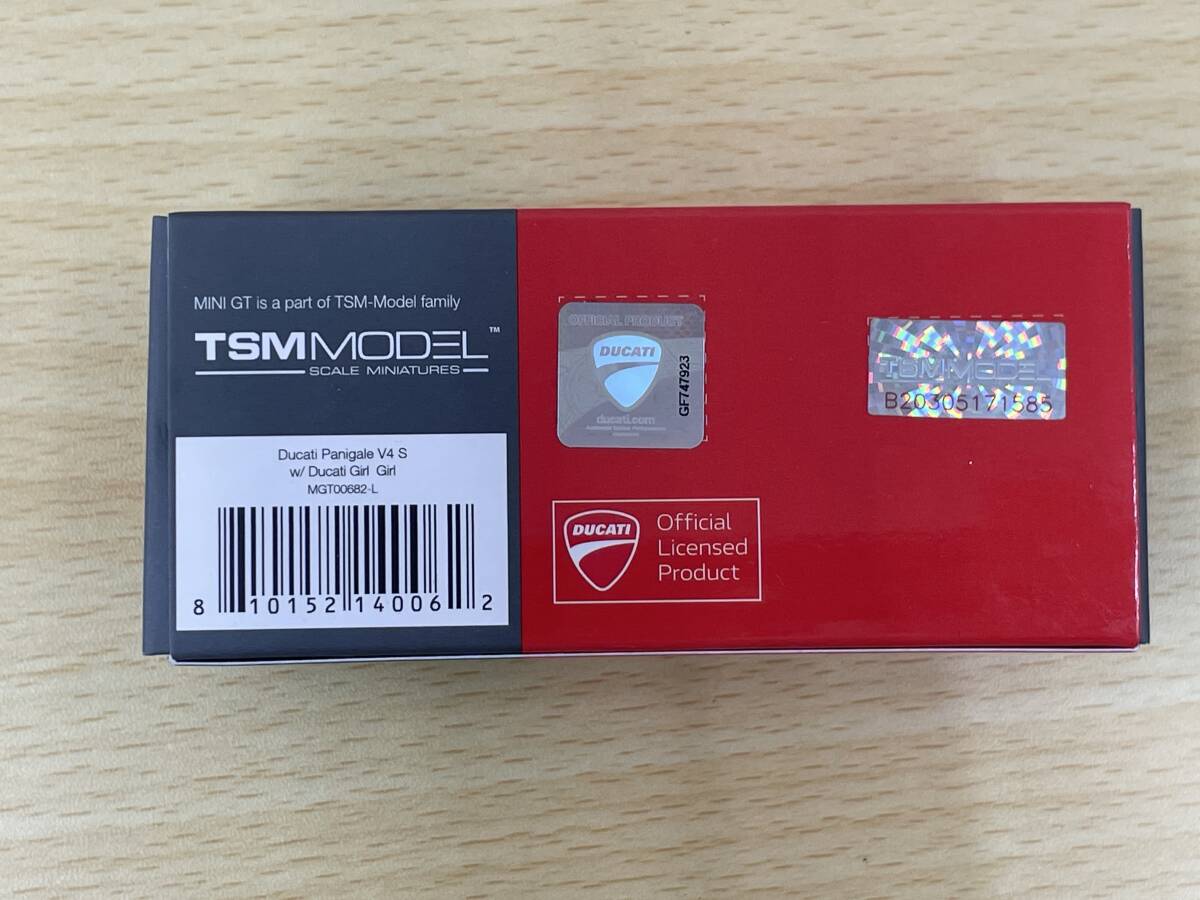 MINI GT is a part of TSM-Model family
TSMMODEL™
SCALE MINIATURES
Ducati Panigale V4 S
w/ Ducati Girl Girl
MGT00682-L
8 10152 14006 2
OFFICIAL PRODUCT
DUCATI
ducati.com
GF747923
TSMMODEL
B20305171585
DUCATI
Official
Licensed
Product